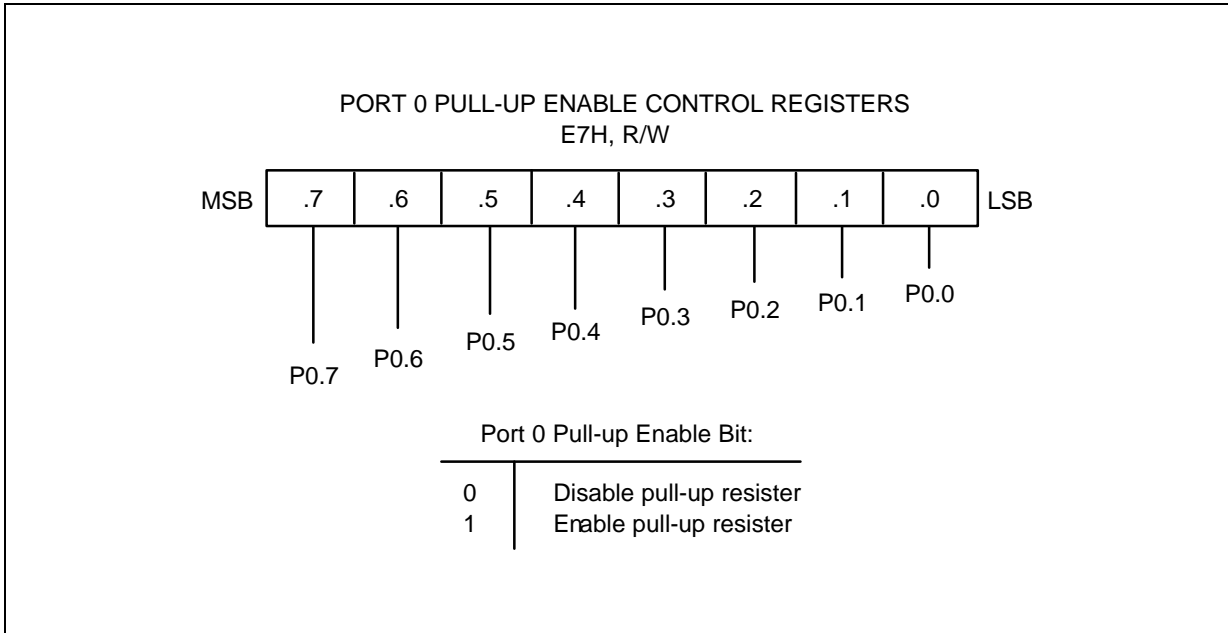 PORT 0 PULL-UP ENABLE CONTROL REGISTERS
E7H, R/W
MSB .7 .6 .5 .4 .3 .2 .1 .0 LSB
P0.7 P0.6 P0.5 P0.4 P0.3 P0.2 P0.1 P0.0
Port 0 Pull-up Enable Bit:
0 Disable pull-up resister
1 Enable pull-up resister